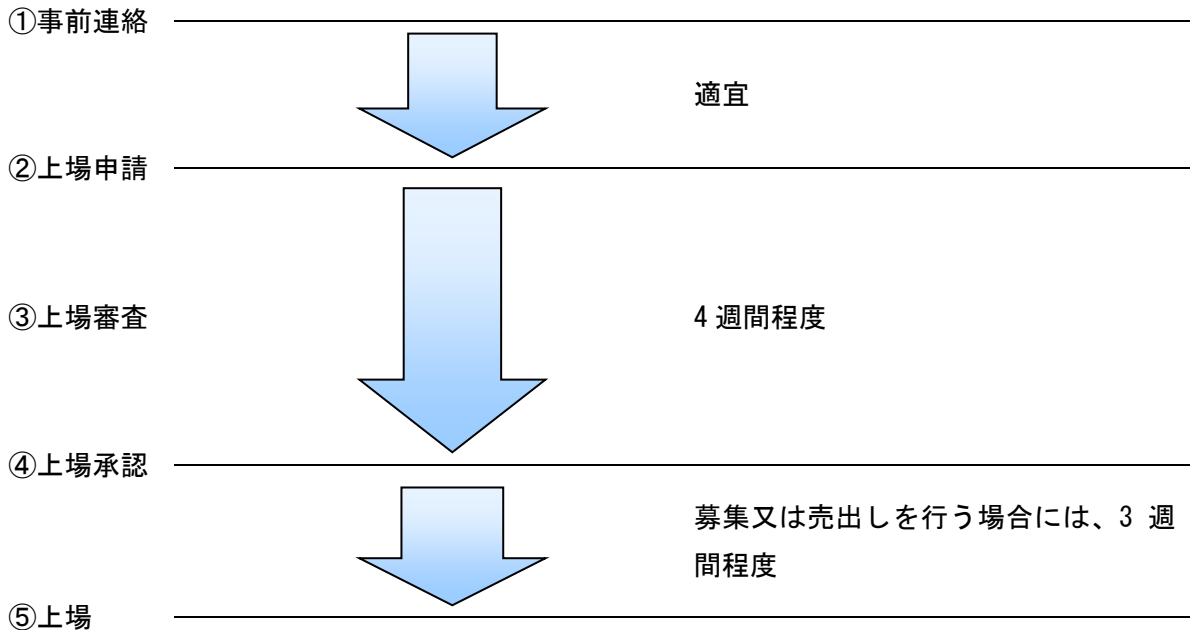 ①事前連絡
適宜
②上場申請
③上場審査
4 週間程度
④上場承認
募集又は売出しを行う場合には、3 週
間程度
⑤上場